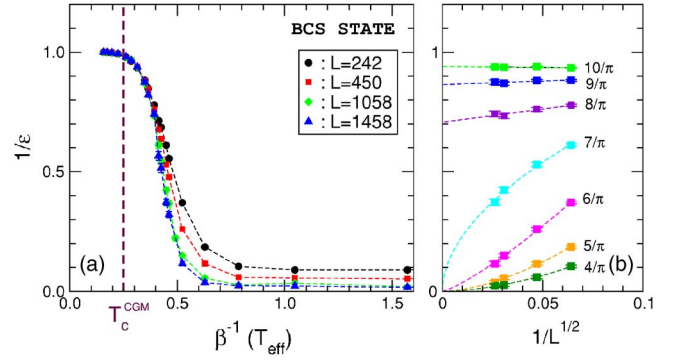 BCS STATE
: L=242
: L=450
: L=1058
: L=1458
1/ε
1.0
0.5
0
(a)
0.0
0.5
1.0
1.5
T_c^CGM
β^-1 (T_eff)
1
10/π
9/π
8/π
7/π
6/π
5/π
4/π
(b)
0
0
0.05
0.1
1/L^1/2